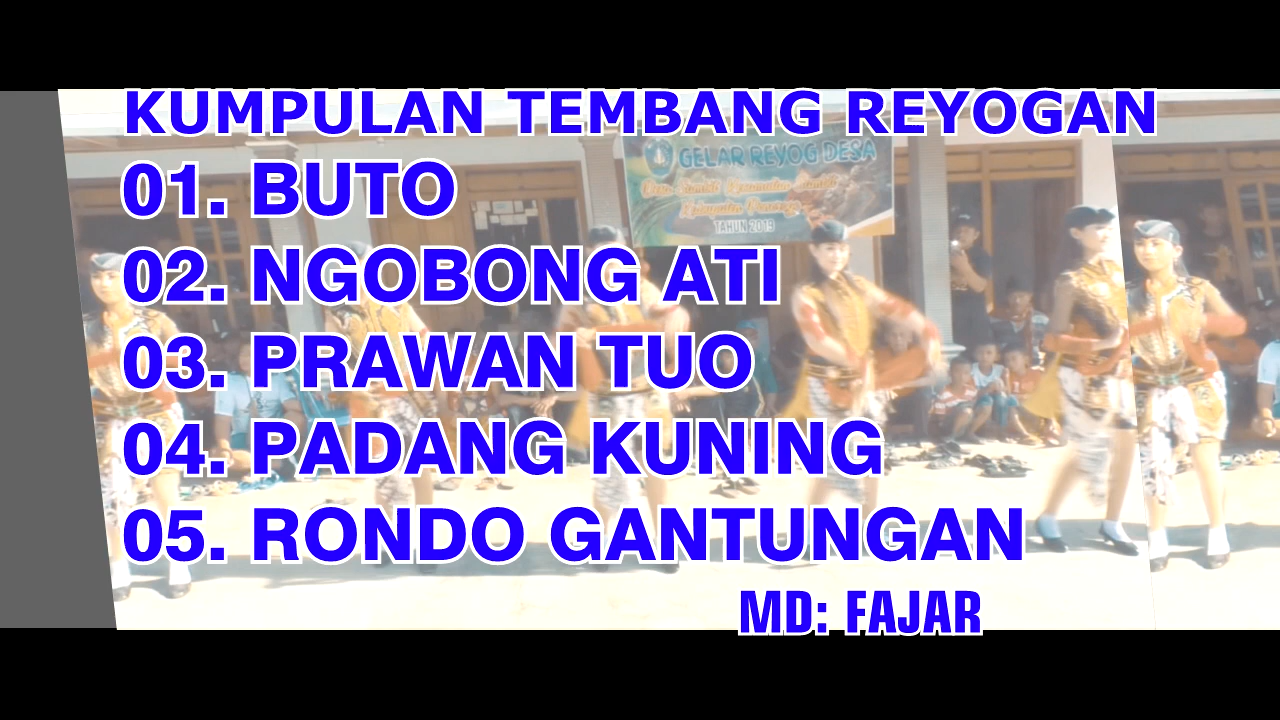 KUMPULAN TEMBANG REYOGAN
GELAR REYOG DESA
TAHUN 2019
01. BUTO
02. NGOBONG ATI
03. PRAWAN TUO
04. PADANG KUNING
05. RONDO GANTUNGAN
MD: FAJAR